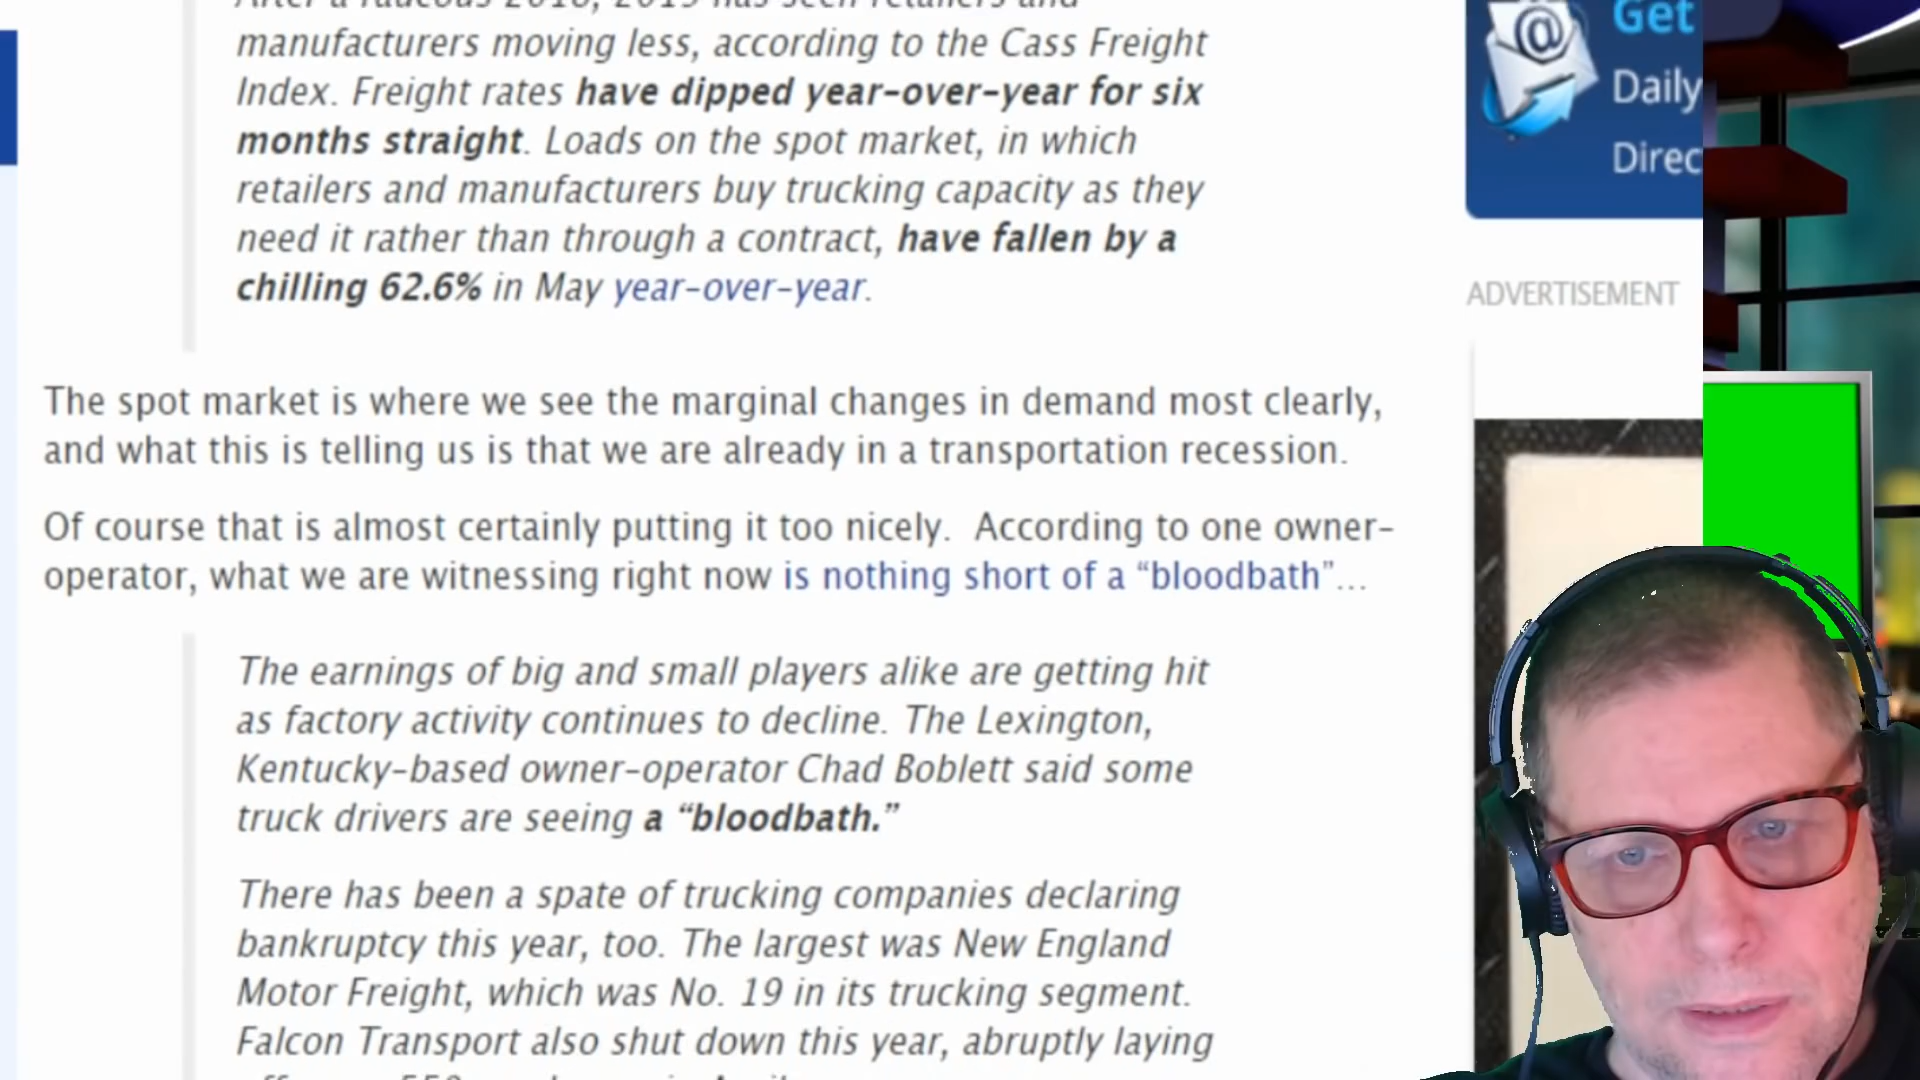 After a raucous 2018, 2019 has seen retailers and
manufacturers moving less, according to the Cass Freight
Index. Freight rates have dipped year-over-year for six
months straight. Loads on the spot market, in which
retailers and manufacturers buy trucking capacity as they
need it rather than through a contract, have fallen by a
chilling 62.6% in May year-over-year.
The spot market is where we see the marginal changes in demand most clearly,
and what this is telling us is that we are already in a transportation recession.
Of course that is almost certainly putting it too nicely.  According to one owner-
operator, what we are witnessing right now is nothing short of a “bloodbath”...
The earnings of big and small players alike are getting hit
as factory activity continues to decline. The Lexington,
Kentucky-based owner-operator Chad Boblett said some
truck drivers are seeing a “bloodbath.”
There has been a spate of trucking companies declaring
bankruptcy this year, too. The largest was New England
Motor Freight, which was No. 19 in its trucking segment.
Falcon Transport also shut down this year, abruptly laying
Get
Daily
Direc
ADVERTISEMENT